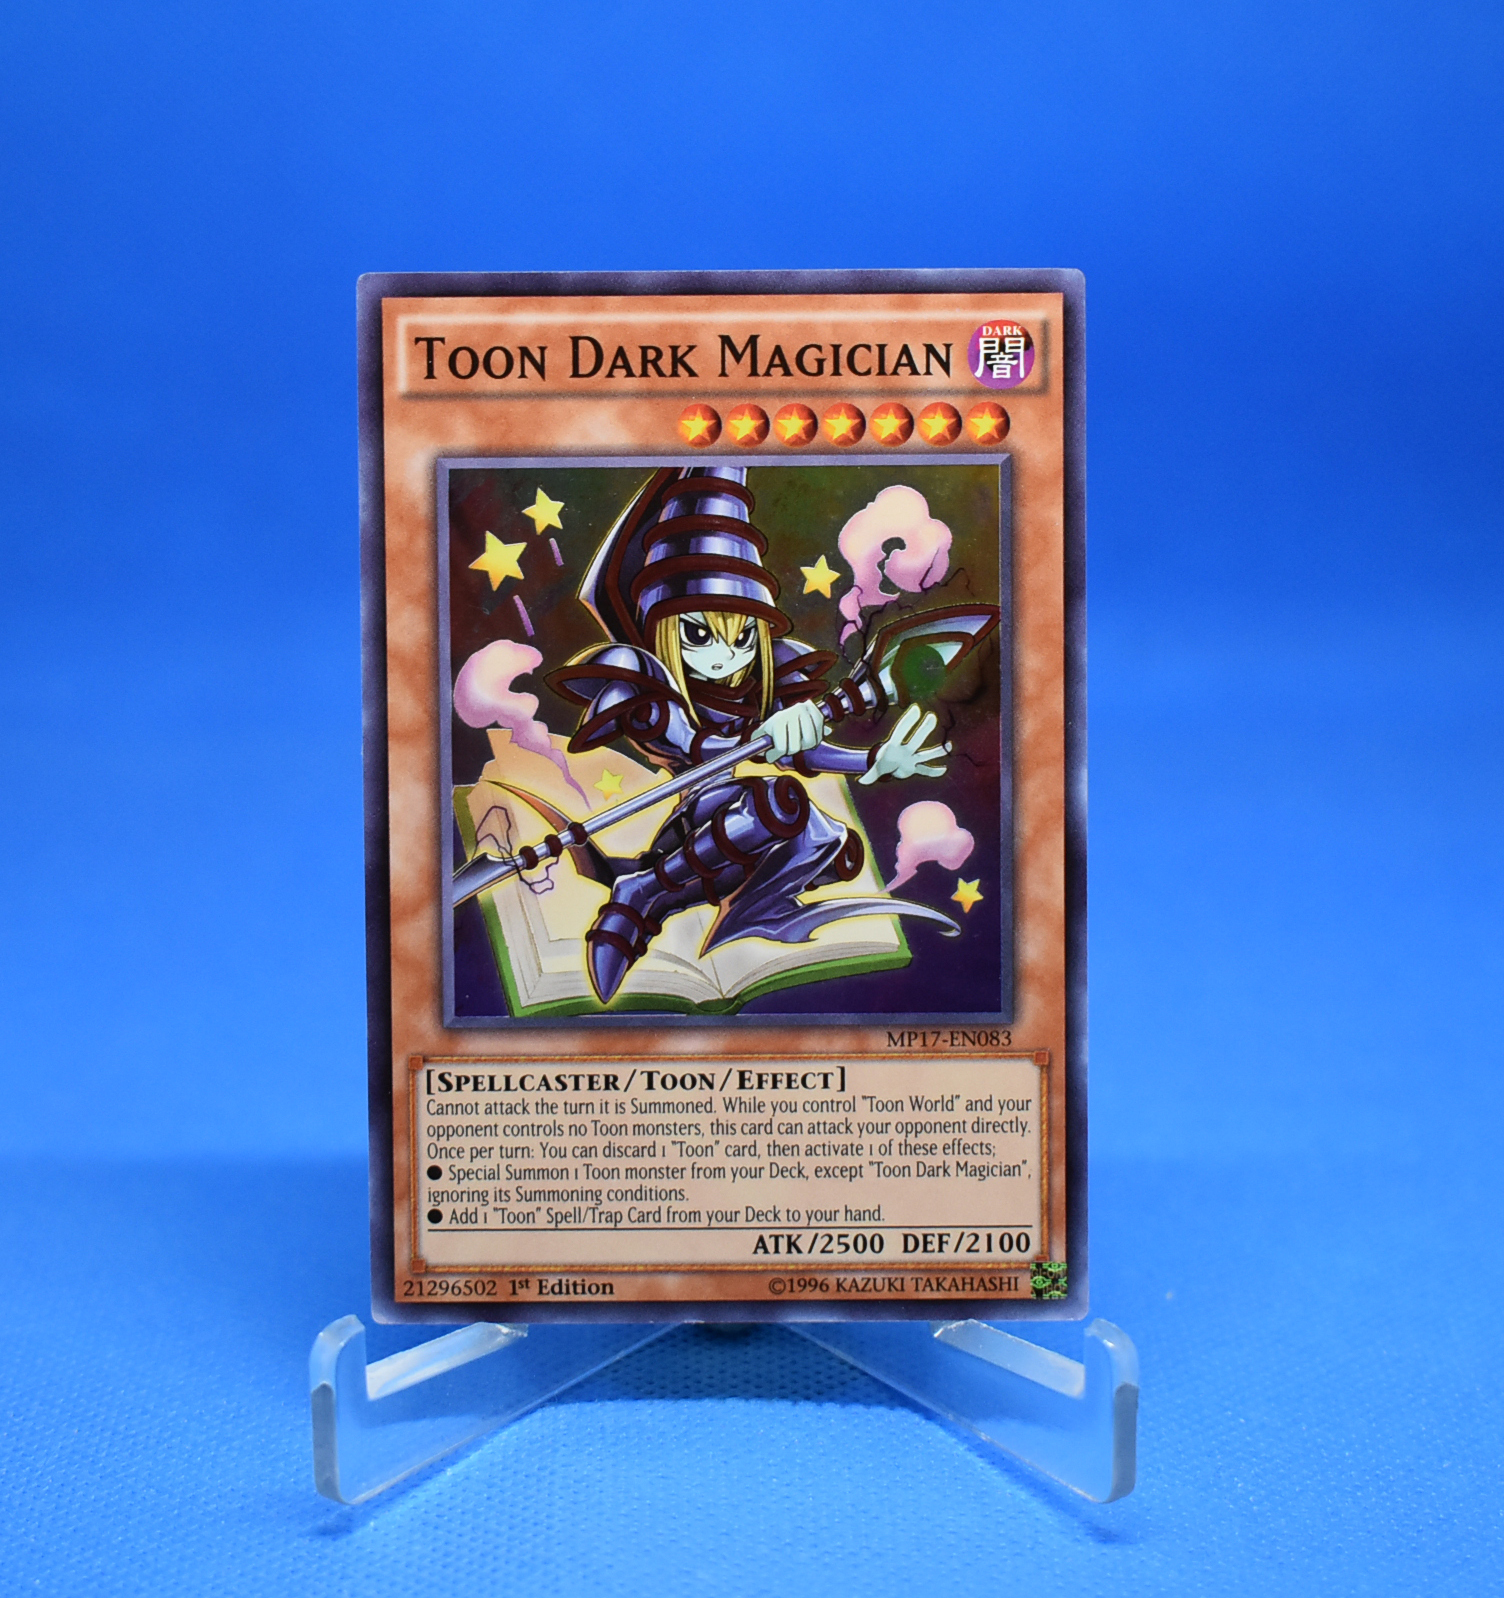 TOON DARK MAGICIAN
DARK
闇
MP17-EN083
[SPELLCASTER/TOON/EFFECT]
Cannot attack the turn it is Summoned. While you control "Toon World" and your
opponent controls no Toon monsters, this card can attack your opponent directly.
Once per turn: You can discard 1 "Toon" card, then activate 1 of these effects;
● Special Summon 1 Toon monster from your Deck, except "Toon Dark Magician",
ignoring its Summoning conditions.
● Add 1 "Toon" Spell/Trap Card from your Deck to your hand.
ATK/2500 DEF/2100
21296502 1st Edition ©1996 KAZUKI TAKAHASHI